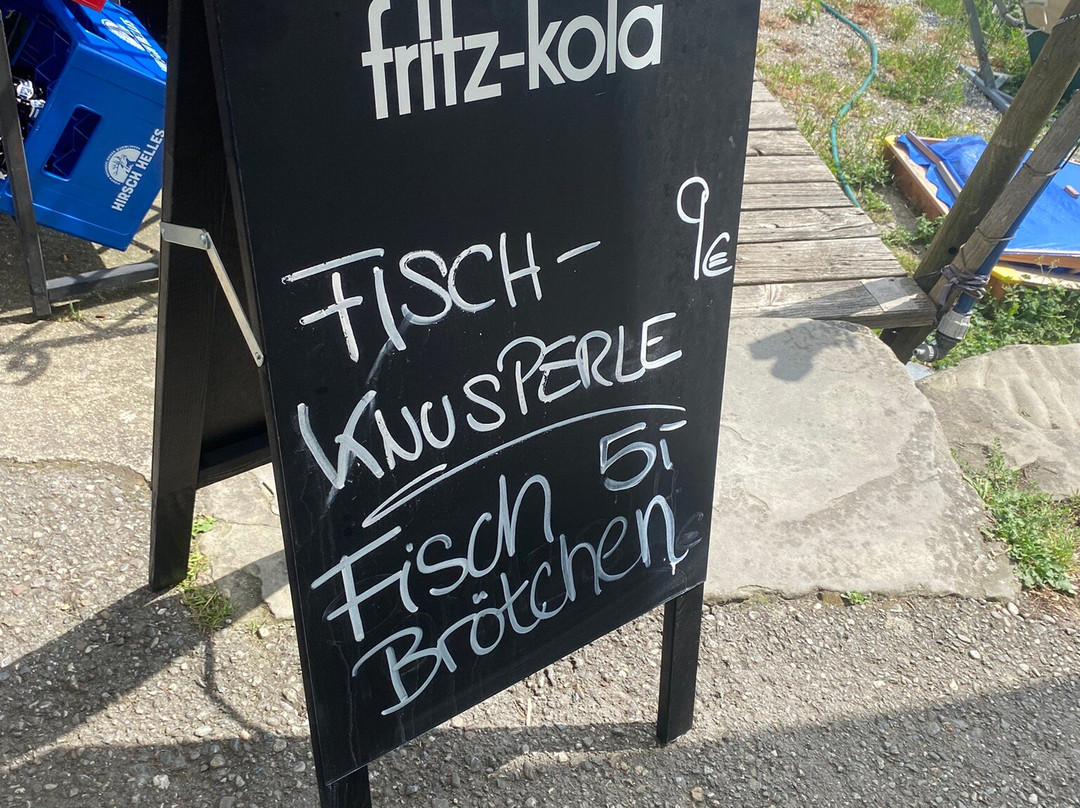 fritz-kola
HIRSCH HELLES
9€
FISCH-
KNUSPERLE
5,-
Fisch
Brötchen